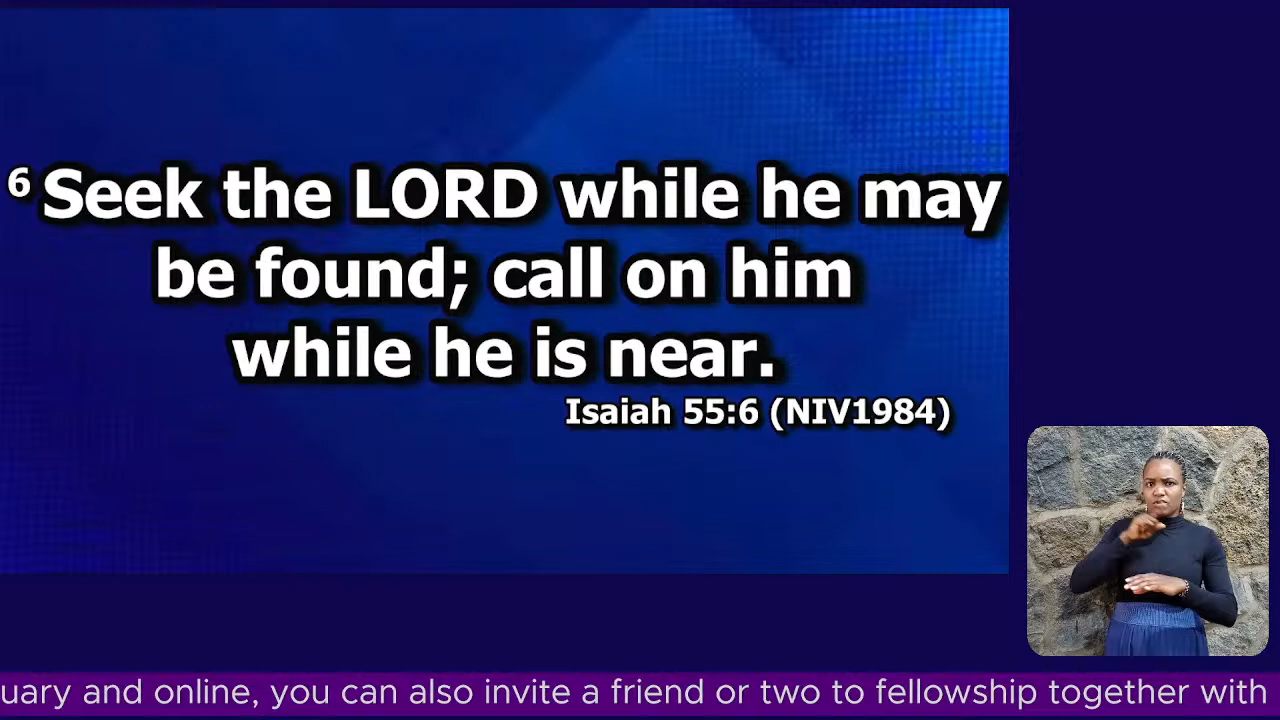 6 Seek the LORD while he may
be found; call on him
while he is near.
Isaiah 55:6 (NIV1984)
uary and online, you can also invite a friend or two to fellowship together with